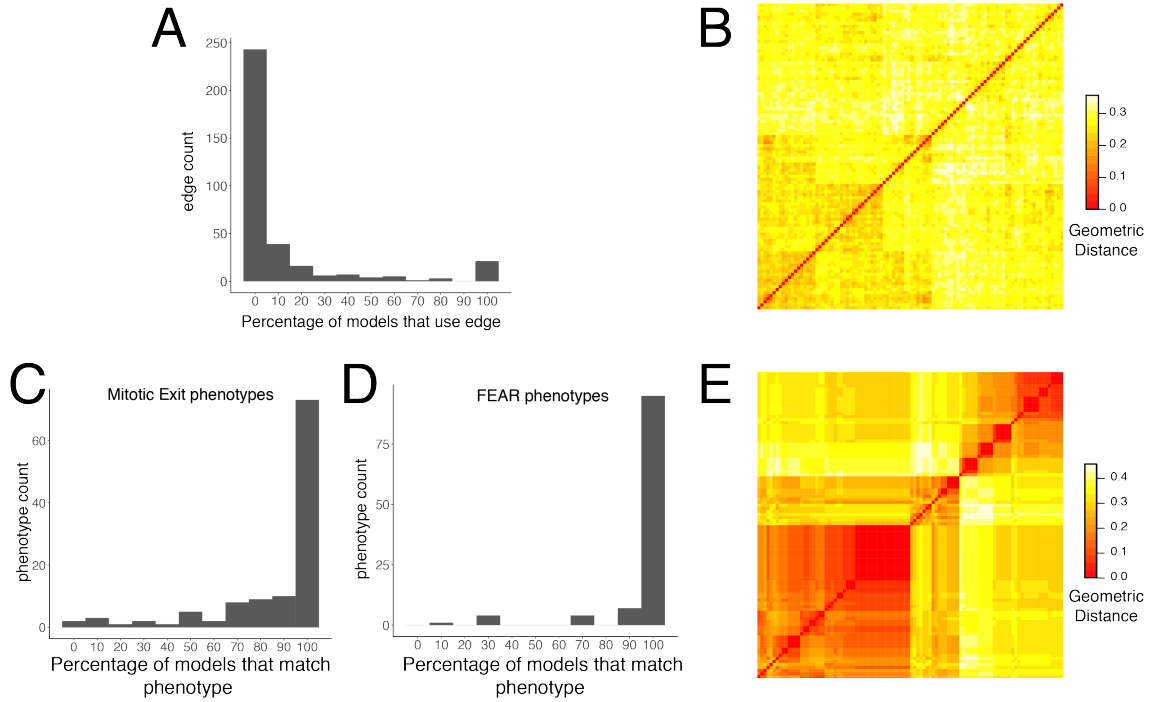 A
250
200
150
100
50
0
edge count
0 10 20 30 40 50 60 70 80 90 100
Percentage of models that use edge
B
0.3
0.2
0.1
0.0
Geometric
Distance
C
Mitotic Exit phenotypes
60
40
20
0
phenotype count
0 10 20 30 40 50 60 70 80 90 100
Percentage of models that match
phenotype
D
FEAR phenotypes
75
50
25
0
phenotype count
0 10 20 30 40 50 60 70 80 90 100
Percentage of models that match
phenotype
E
0.4
0.3
0.2
0.1
0.0
Geometric
Distance